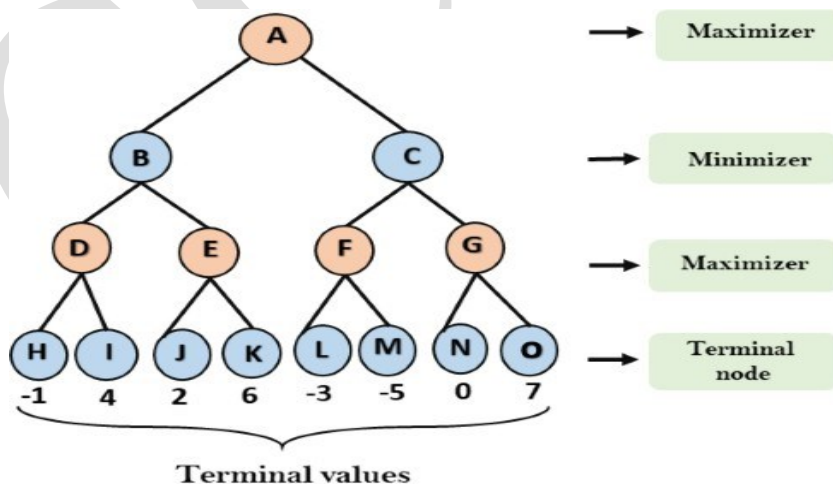 A
Maximizer
B
C
Minimizer
D
E
F
G
Maximizer
H
I
J
K
L
M
N
O
Terminal
node
-1
4
2
6
-3
-5
0
7
Terminal values